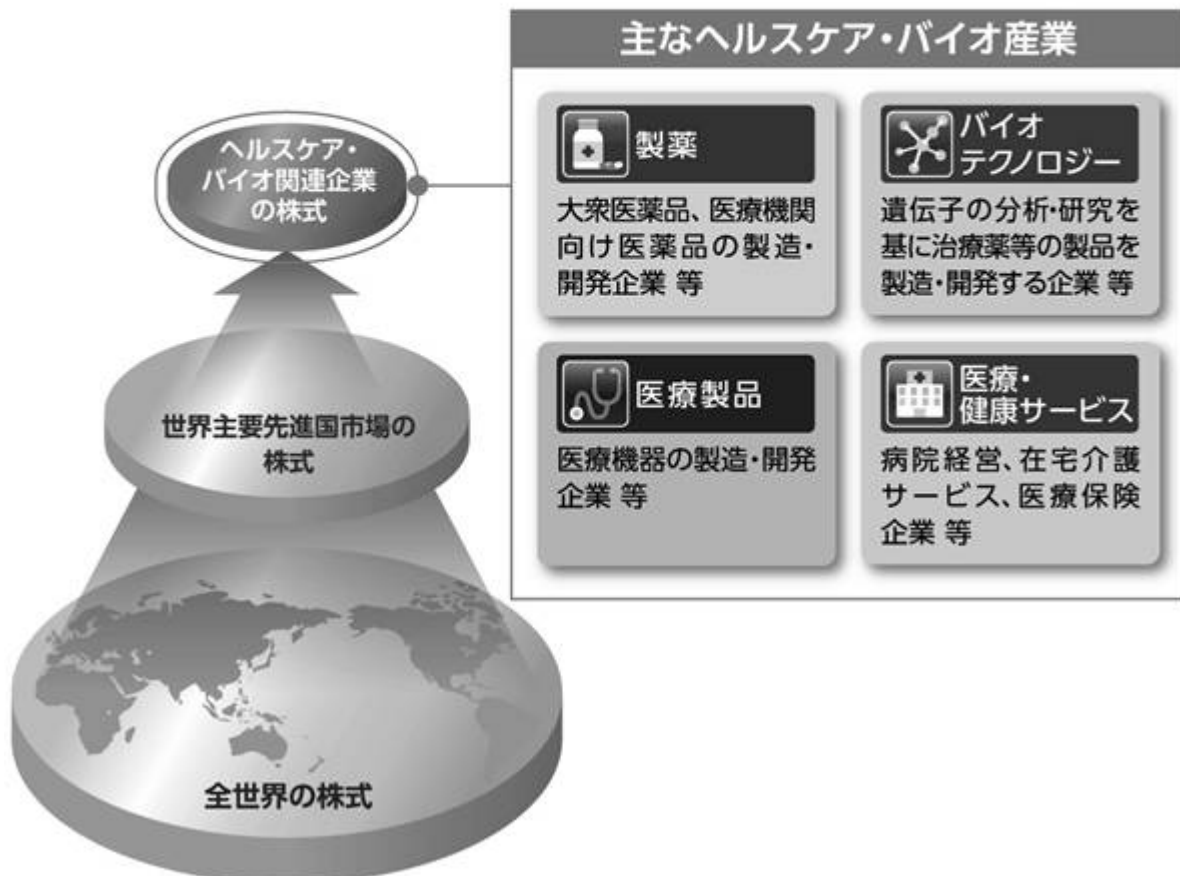 主なヘルスケア・バイオ産業
ヘルスケア・
バイオ関連企業
の株式
製薬
大衆医薬品、医療機関
向け医薬品の製造・
開発企業 等
バイオ
テクノロジー
遺伝子の分析・研究を
基に治療薬等の製品を
製造・開発する企業 等
医療製品
医療機器の製造・開発
企業 等
医療・
健康サービス
病院経営、在宅介護
サービス、医療保険
企業 等
世界主要先進国市場の
株式
全世界の株式